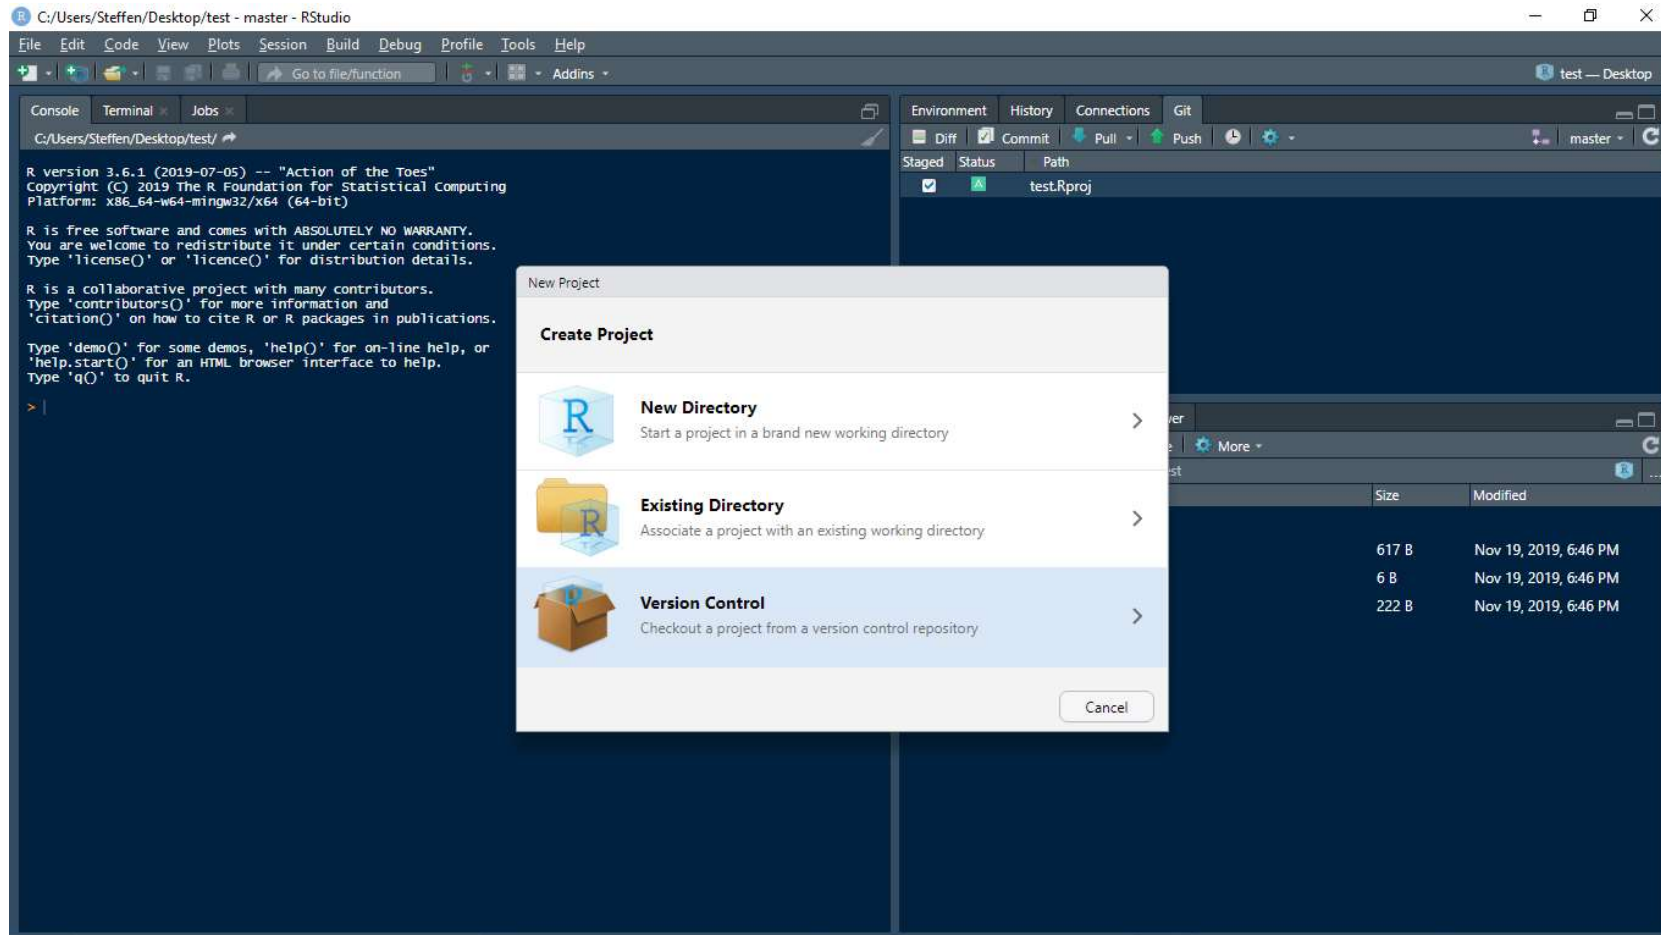 C:/Users/Steffen/Desktop/test - master - RStudio
File Edit Code View Plots Session Build Debug Profile Tools Help
Go to file/function Addins test — Desktop
Console Terminal Jobs
C:/Users/Steffen/Desktop/test/
R version 3.6.1 (2019-07-05) -- "Action of the Toes"
Copyright (C) 2019 The R Foundation for Statistical Computing
Platform: x86_64-w64-mingw32/x64 (64-bit)
R is free software and comes with ABSOLUTELY NO WARRANTY.
You are welcome to redistribute it under certain conditions.
Type 'license()' or 'licence()' for distribution details.
R is a collaborative project with many contributors.
Type 'contributors()' for more information and
'citation()' on how to cite R or R packages in publications.
Type 'demo()' for some demos, 'help()' for on-line help, or
'help.start()' for an HTML browser interface to help.
Type 'q()' to quit R.
>
Environment History Connections Git
Diff Commit Pull Push master
Staged Status Path
A test.Rproj
New Project
Create Project
R
New Directory
Start a project in a brand new working directory
R
Existing Directory
Associate a project with an existing working directory
Version Control
Checkout a project from a version control repository
Cancel
More
Size Modified
617 B Nov 19, 2019, 6:46 PM
6 B Nov 19, 2019, 6:46 PM
222 B Nov 19, 2019, 6:46 PM